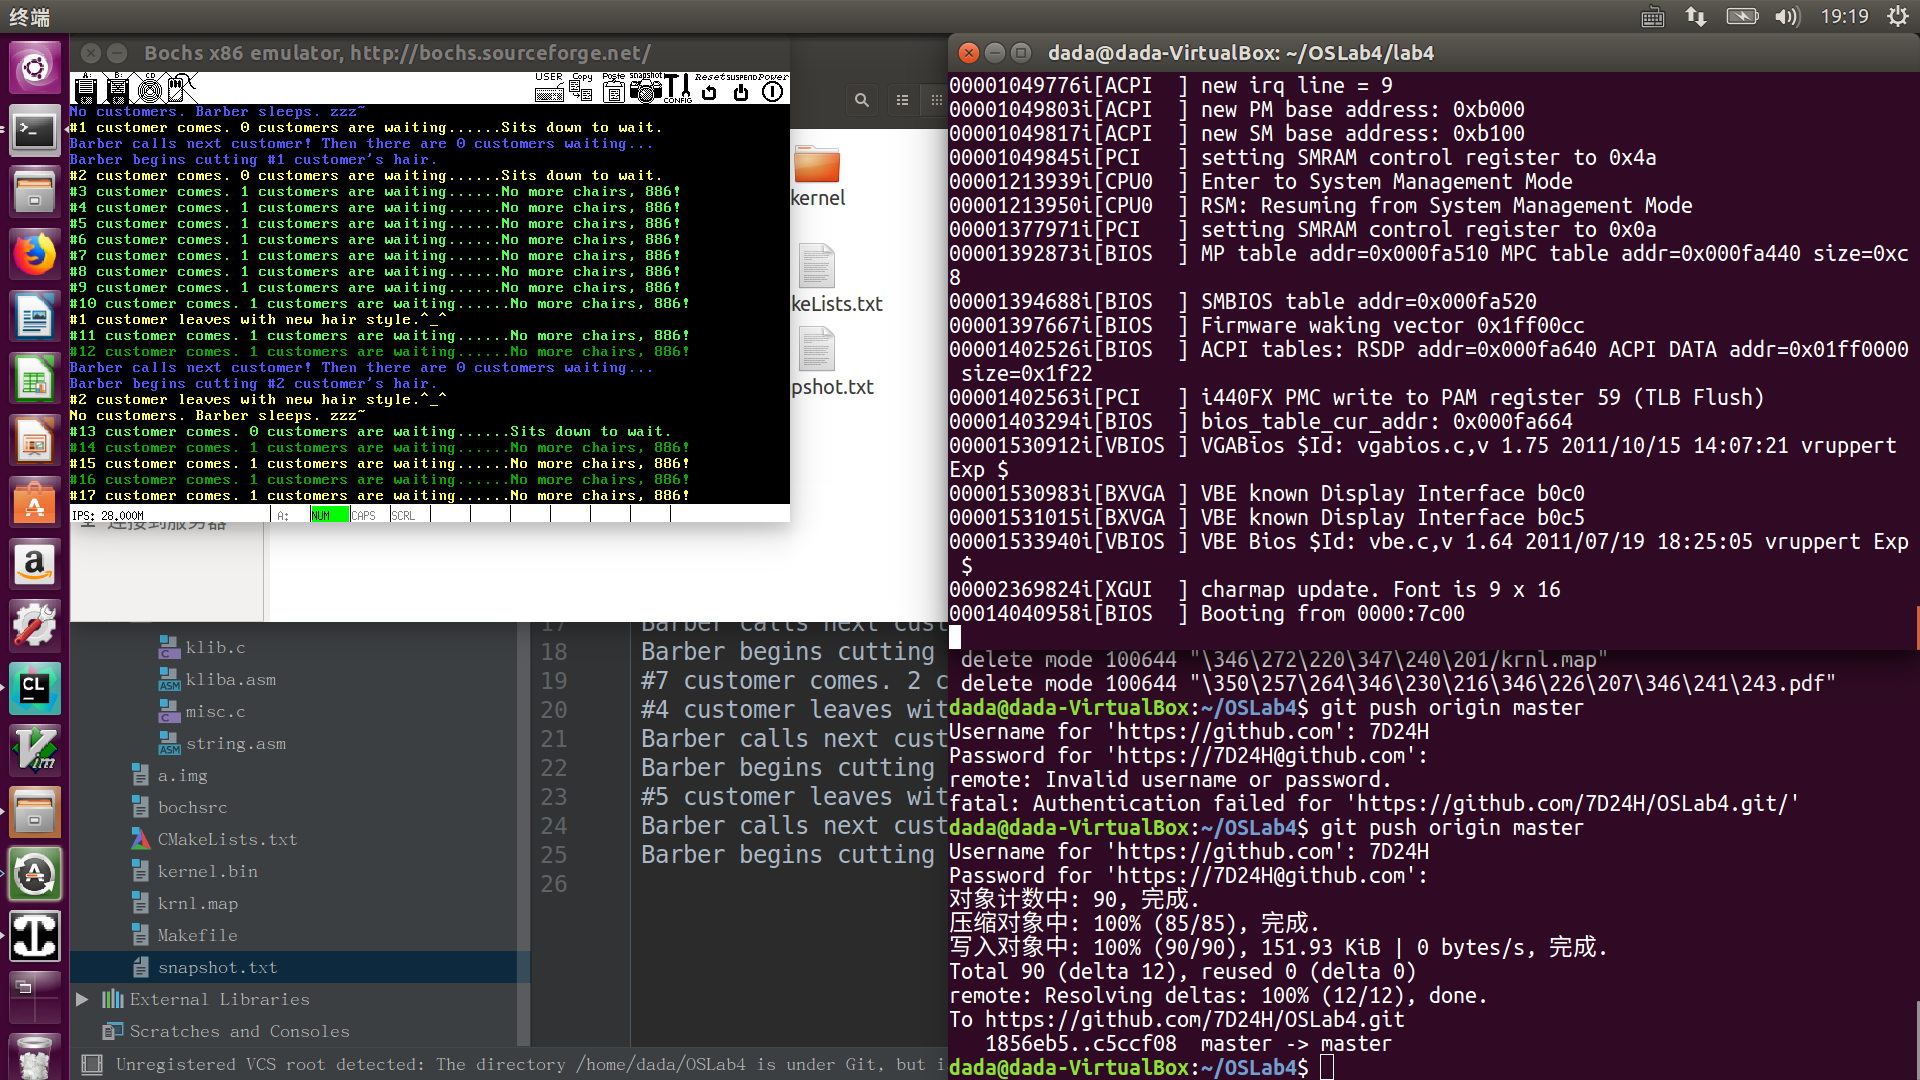 终端
19:19
Bochs x86 emulator, http://bochs.sourceforge.net/
A:
B:
CD
USER
Copy
Paste
snapshot
CONFIG
Reset
SUSPEND
Power
No customers. Barber sleeps. zzz~
#1 customer comes. 0 customers are waiting......Sits down to wait.
Barber calls next customer! Then there are 0 customers waiting...
Barber begins cutting #1 customer's hair.
#2 customer comes. 0 customers are waiting......Sits down to wait.
#3 customer comes. 1 customers are waiting......No more chairs, 886!
#4 customer comes. 1 customers are waiting......No more chairs, 886!
#5 customer comes. 1 customers are waiting......No more chairs, 886!
#6 customer comes. 1 customers are waiting......No more chairs, 886!
#7 customer comes. 1 customers are waiting......No more chairs, 886!
#8 customer comes. 1 customers are waiting......No more chairs, 886!
#9 customer comes. 1 customers are waiting......No more chairs, 886!
#10 customer comes. 1 customers are waiting......No more chairs, 886!
#1 customer leaves with new hair style.^_^
#11 customer comes. 1 customers are waiting......No more chairs, 886!
#12 customer comes. 1 customers are waiting......No more chairs, 886!
Barber calls next customer! Then there are 0 customers waiting...
Barber begins cutting #2 customer's hair.
#2 customer leaves with new hair style.^_^
No customers. Barber sleeps. zzz~
#13 customer comes. 0 customers are waiting......Sits down to wait.
#14 customer comes. 1 customers are waiting......No more chairs, 886!
#15 customer comes. 1 customers are waiting......No more chairs, 886!
#16 customer comes. 1 customers are waiting......No more chairs, 886!
#17 customer comes. 1 customers are waiting......No more chairs, 886!
IPS: 28.000M
A:
NUM
CAPS
SCRL
连接到服务器
kernel
keLists.txt
pshot.txt
klib.c
kliba.asm
misc.c
string.asm
a.img
bochsrc
CMakeLists.txt
kernel.bin
krnl.map
Makefile
snapshot.txt
External Libraries
Scratches and Consoles
17 Barber calls next cust
18 Barber begins cutting
19 #7 customer comes. 2 c
20 #4 customer leaves wit
21 Barber calls next cust
22 Barber begins cutting
23 #5 customer leaves wit
24 Barber calls next cust
25 Barber begins cutting
26
Unregistered VCS root detected: The directory /home/dada/OSLab4 is under Git, but i
dada@dada-VirtualBox: ~/OSLab4/lab4
00001049776i[ACPI  ] new irq line = 9
00001049803i[ACPI  ] new PM base address: 0xb000
00001049817i[ACPI  ] new SM base address: 0xb100
00001049845i[PCI   ] setting SMRAM control register to 0x4a
00001213939i[CPU0  ] Enter to System Management Mode
00001213950i[CPU0  ] RSM: Resuming from System Management Mode
00001377971i[PCI   ] setting SMRAM control register to 0x0a
00001392873i[BIOS  ] MP table addr=0x000fa510 MPC table addr=0x000fa440 size=0xc
8
00001394688i[BIOS  ] SMBIOS table addr=0x000fa520
00001397667i[BIOS  ] Firmware waking vector 0x1ff00cc
00001402526i[BIOS  ] ACPI tables: RSDP addr=0x000fa640 ACPI DATA addr=0x01ff0000
size=0x1f22
00001402563i[PCI   ] i440FX PMC write to PAM register 59 (TLB Flush)
00001403294i[BIOS  ] bios_table_cur_addr: 0x000fa664
00001530912i[VBIOS ] VGABios $Id: vgabios.c,v 1.75 2011/10/15 14:07:21 vruppert
Exp $
00001530983i[BXVGA ] VBE known Display Interface b0c0
00001531015i[BXVGA ] VBE known Display Interface b0c5
00001533940i[VBIOS ] VBE Bios $Id: vbe.c,v 1.64 2011/07/19 18:25:05 vruppert Exp
$
00002369824i[XGUI  ] charmap update. Font is 9 x 16
00014040958i[BIOS  ] Booting from 0000:7c00
delete mode 100644 "\346\272\220\347\240\201/krnl.map"
delete mode 100644 "\350\257\264\346\230\216\346\226\207\346\241\243.pdf"
dada@dada-VirtualBox:~/OSLab4$ git push origin master
Username for 'https://github.com': 7D24H
Password for 'https://7D24H@github.com':
remote: Invalid username or password.
fatal: Authentication failed for 'https://github.com/7D24H/OSLab4.git/'
dada@dada-VirtualBox:~/OSLab4$ git push origin master
Username for 'https://github.com': 7D24H
Password for 'https://7D24H@github.com':
对象计数中: 90, 完成.
压缩对象中: 100% (85/85), 完成.
写入对象中: 100% (90/90), 151.93 KiB | 0 bytes/s, 完成.
Total 90 (delta 12), reused 0 (delta 0)
remote: Resolving deltas: 100% (12/12), done.
To https://github.com/7D24H/OSLab4.git
1856eb5..c5ccf08  master -> master
dada@dada-VirtualBox:~/OSLab4$